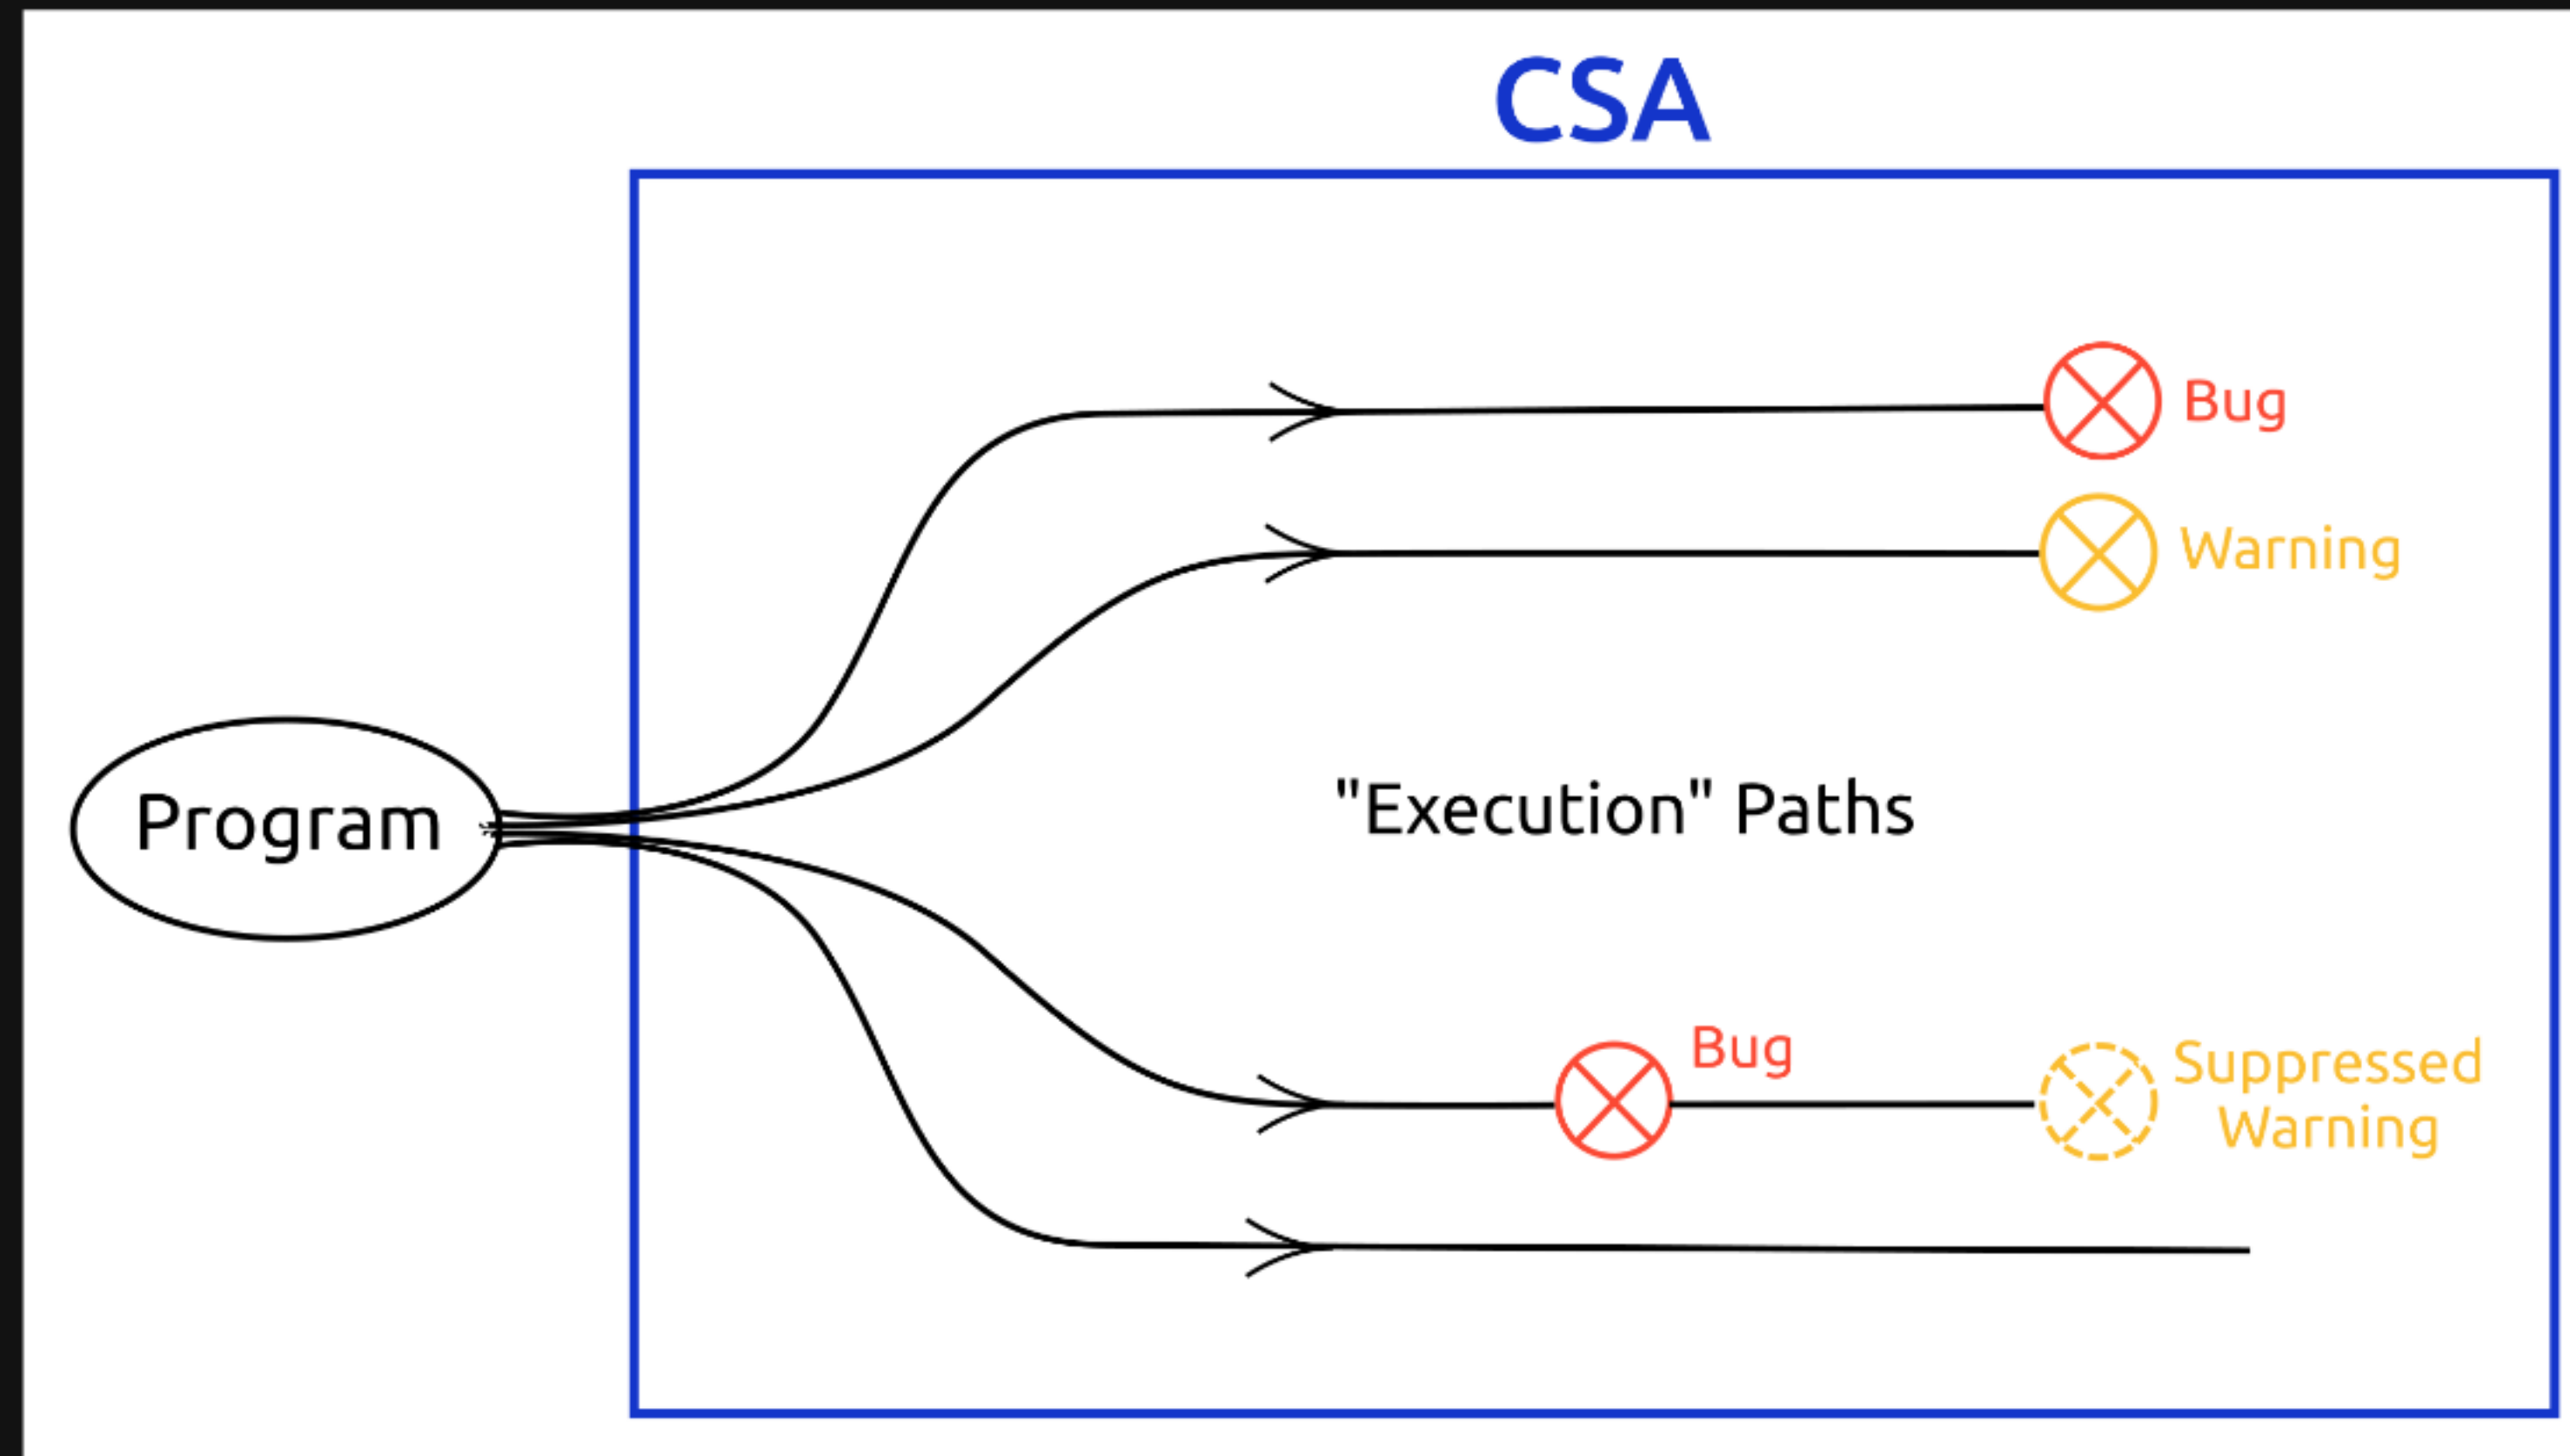 CSA
Bug
Warning
Program
"Execution" Paths
Bug
Suppressed
Warning